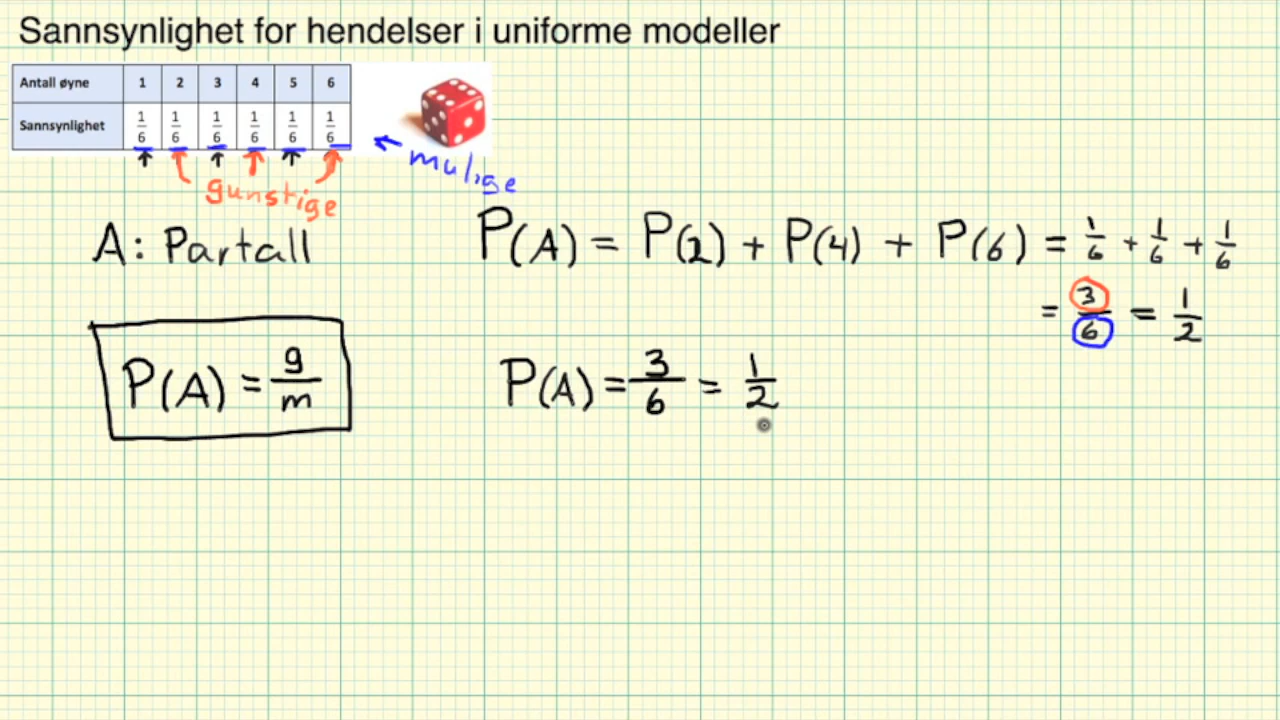 Sannsynlighet for hendelser i uniforme modeller
Antall øyne 1 2 3 4 5 6
Sannsynlighet 1/6 1/6 1/6 1/6 1/6 1/6
mulige
gunstige
A: Partall
P(A) = P(2) + P(4) + P(6) = 1/6 + 1/6 + 1/6
= 3/6 = 1/2
P(A) = g/m
P(A) = 3/6 = 1/2